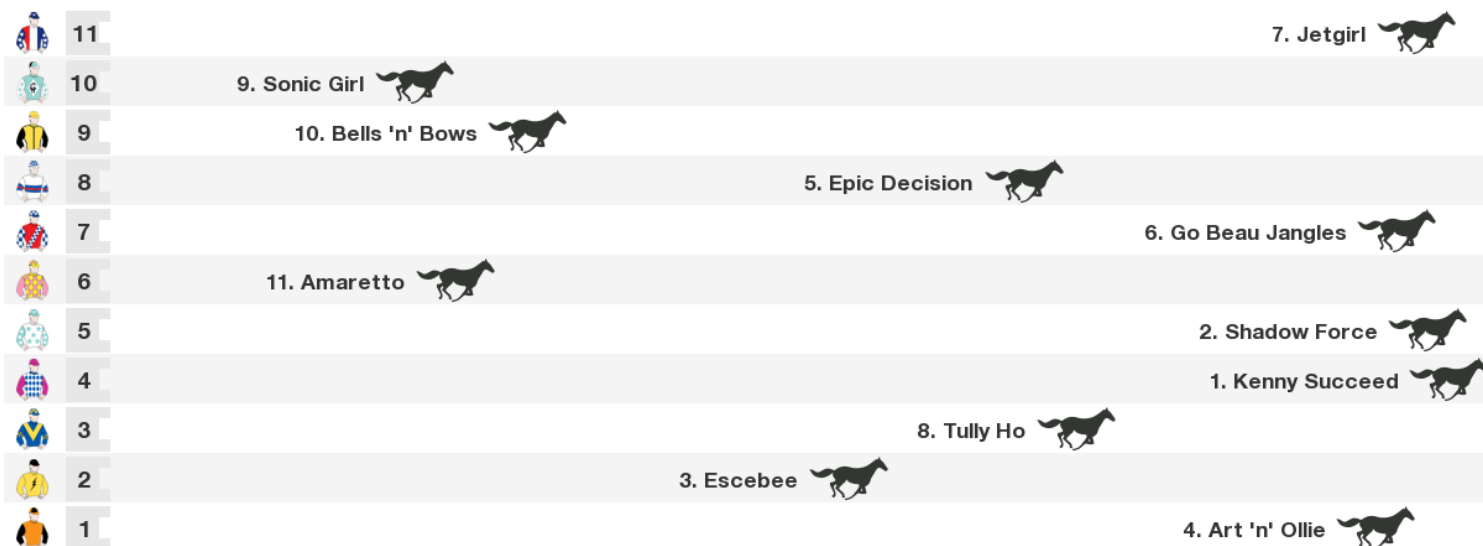 11 7. Jetgirl
10 9. Sonic Girl
9 10. Bells 'n' Bows
8 5. Epic Decision
7 6. Go Beau Jangles
6 11. Amaretto
5 2. Shadow Force
4 1. Kenny Succeed
3 8. Tully Ho
2 3. Escebee
1 4. Art 'n' Ollie